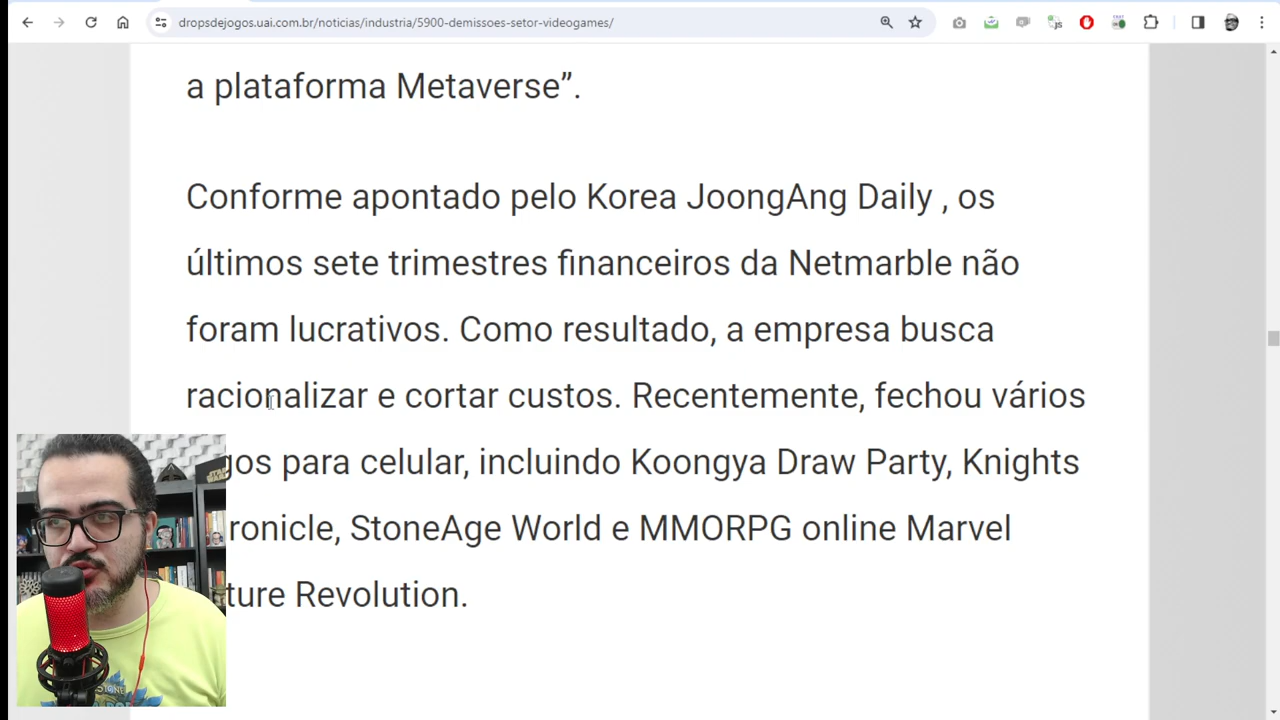 dropsdejogos.uai.com.br/noticias/industria/5900-demissoes-setor-videogames/
a plataforma Metaverse”.
Conforme apontado pelo Korea JoongAng Daily , os
últimos sete trimestres financeiros da Netmarble não
foram lucrativos. Como resultado, a empresa busca
racionalizar e cortar custos. Recentemente, fechou vários
gos para celular, incluindo Koongya Draw Party, Knights
ronicle, StoneAge World e MMORPG online Marvel
ture Revolution.